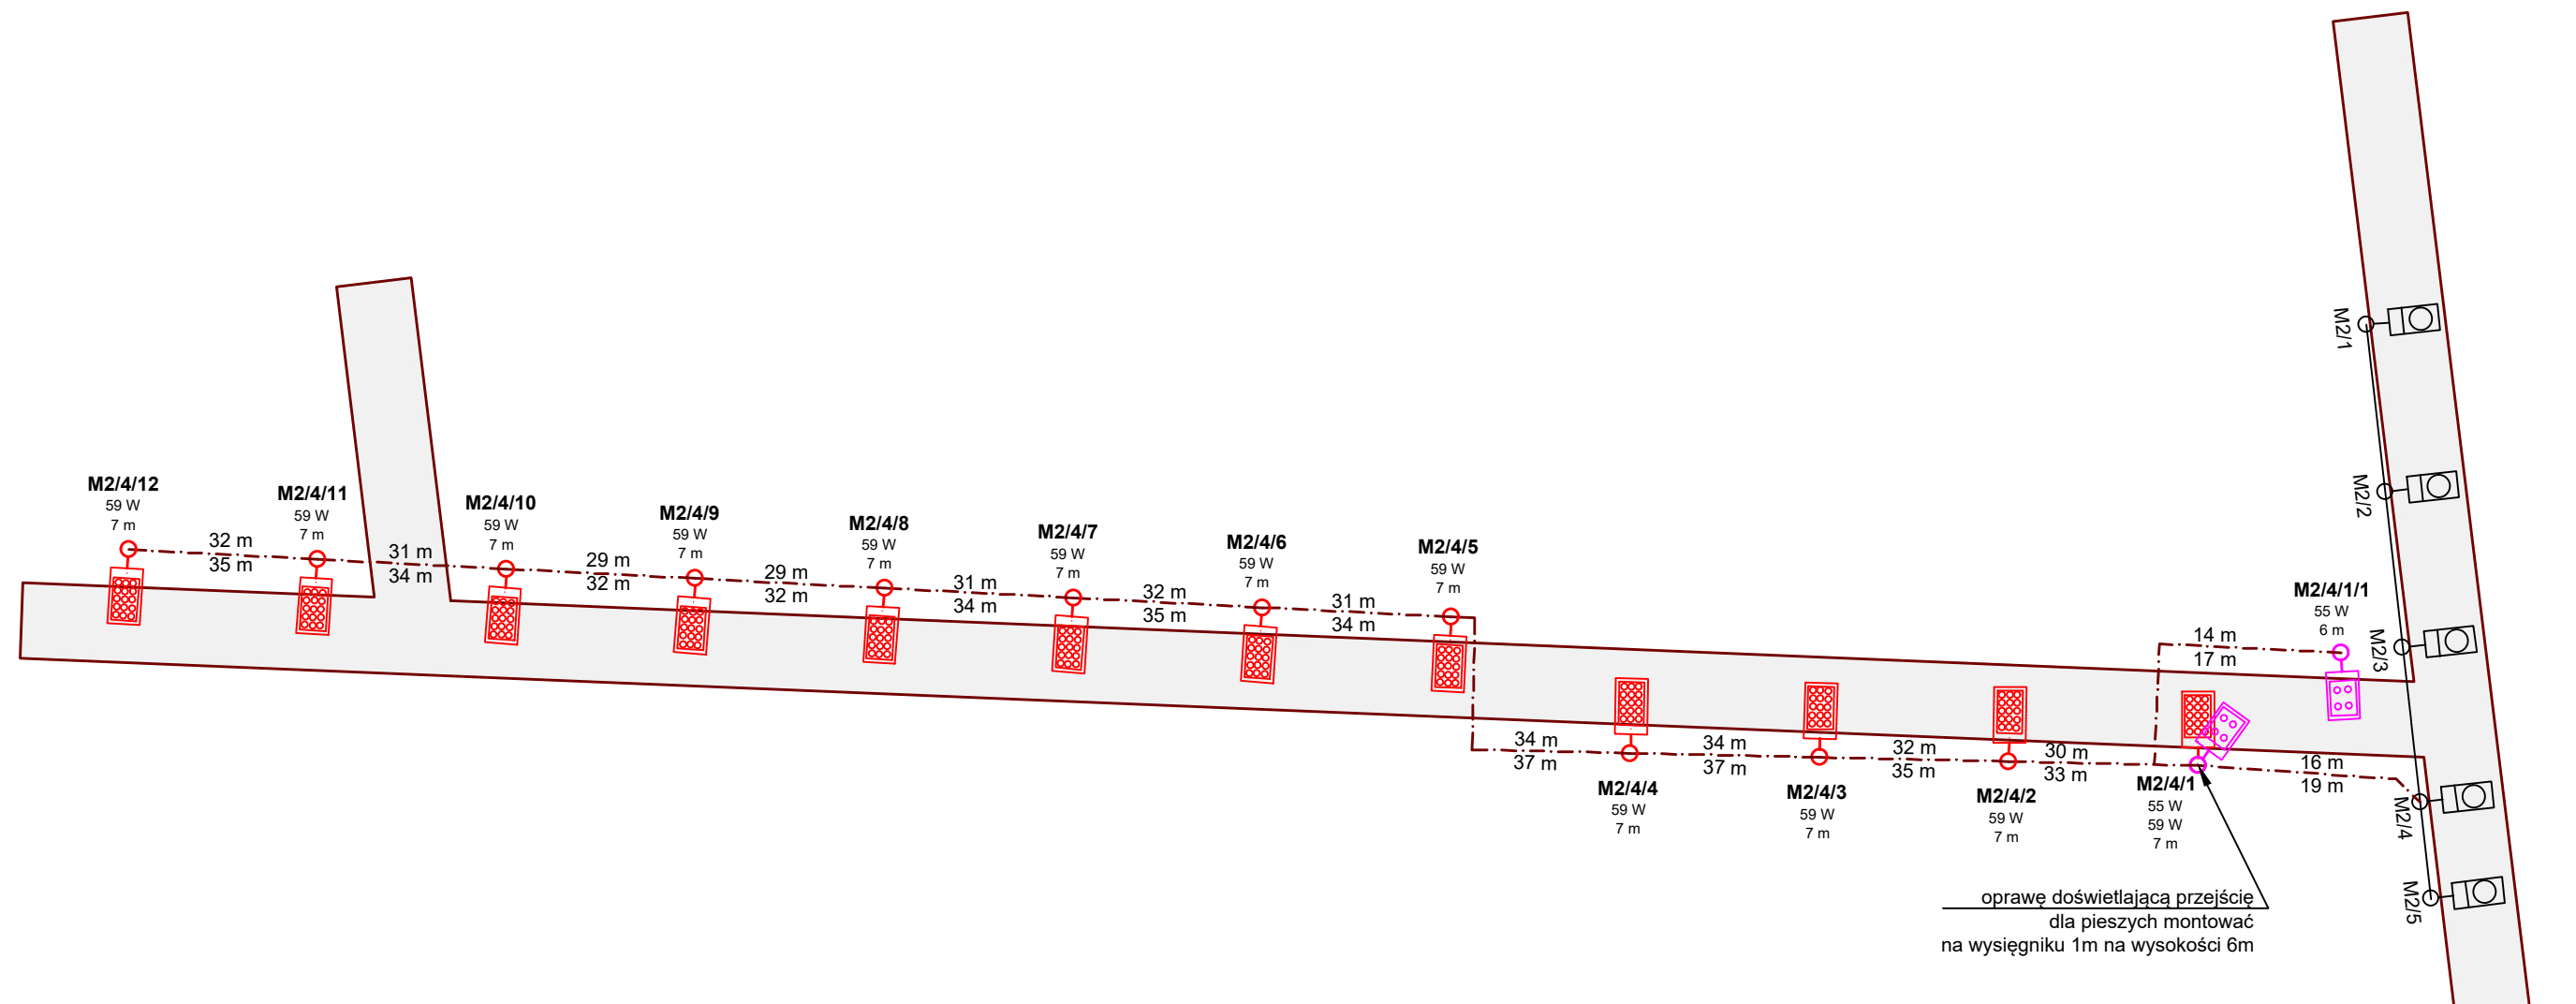 M2/4/12
59 W
7 m
32 m
35 m
M2/4/11
59 W
7 m
31 m
34 m
M2/4/10
59 W
7 m
29 m
32 m
M2/4/9
59 W
7 m
29 m
32 m
M2/4/8
59 W
7 m
31 m
34 m
M2/4/7
59 W
7 m
32 m
35 m
M2/4/6
59 W
7 m
31 m
34 m
M2/4/5
59 W
7 m
34 m
37 m
M2/4/4
59 W
7 m
34 m
37 m
M2/4/3
59 W
7 m
32 m
35 m
M2/4/2
59 W
7 m
30 m
33 m
M2/4/1
55 W
59 W
7 m
14 m
17 m
M2/4/1/1
55 W
6 m
16 m
19 m
M2/1
M2/2
M2/3
M2/4
M2/5
oprawę doświetlającą przejście
dla pieszych montować
na wysięgniku 1m na wysokości 6m